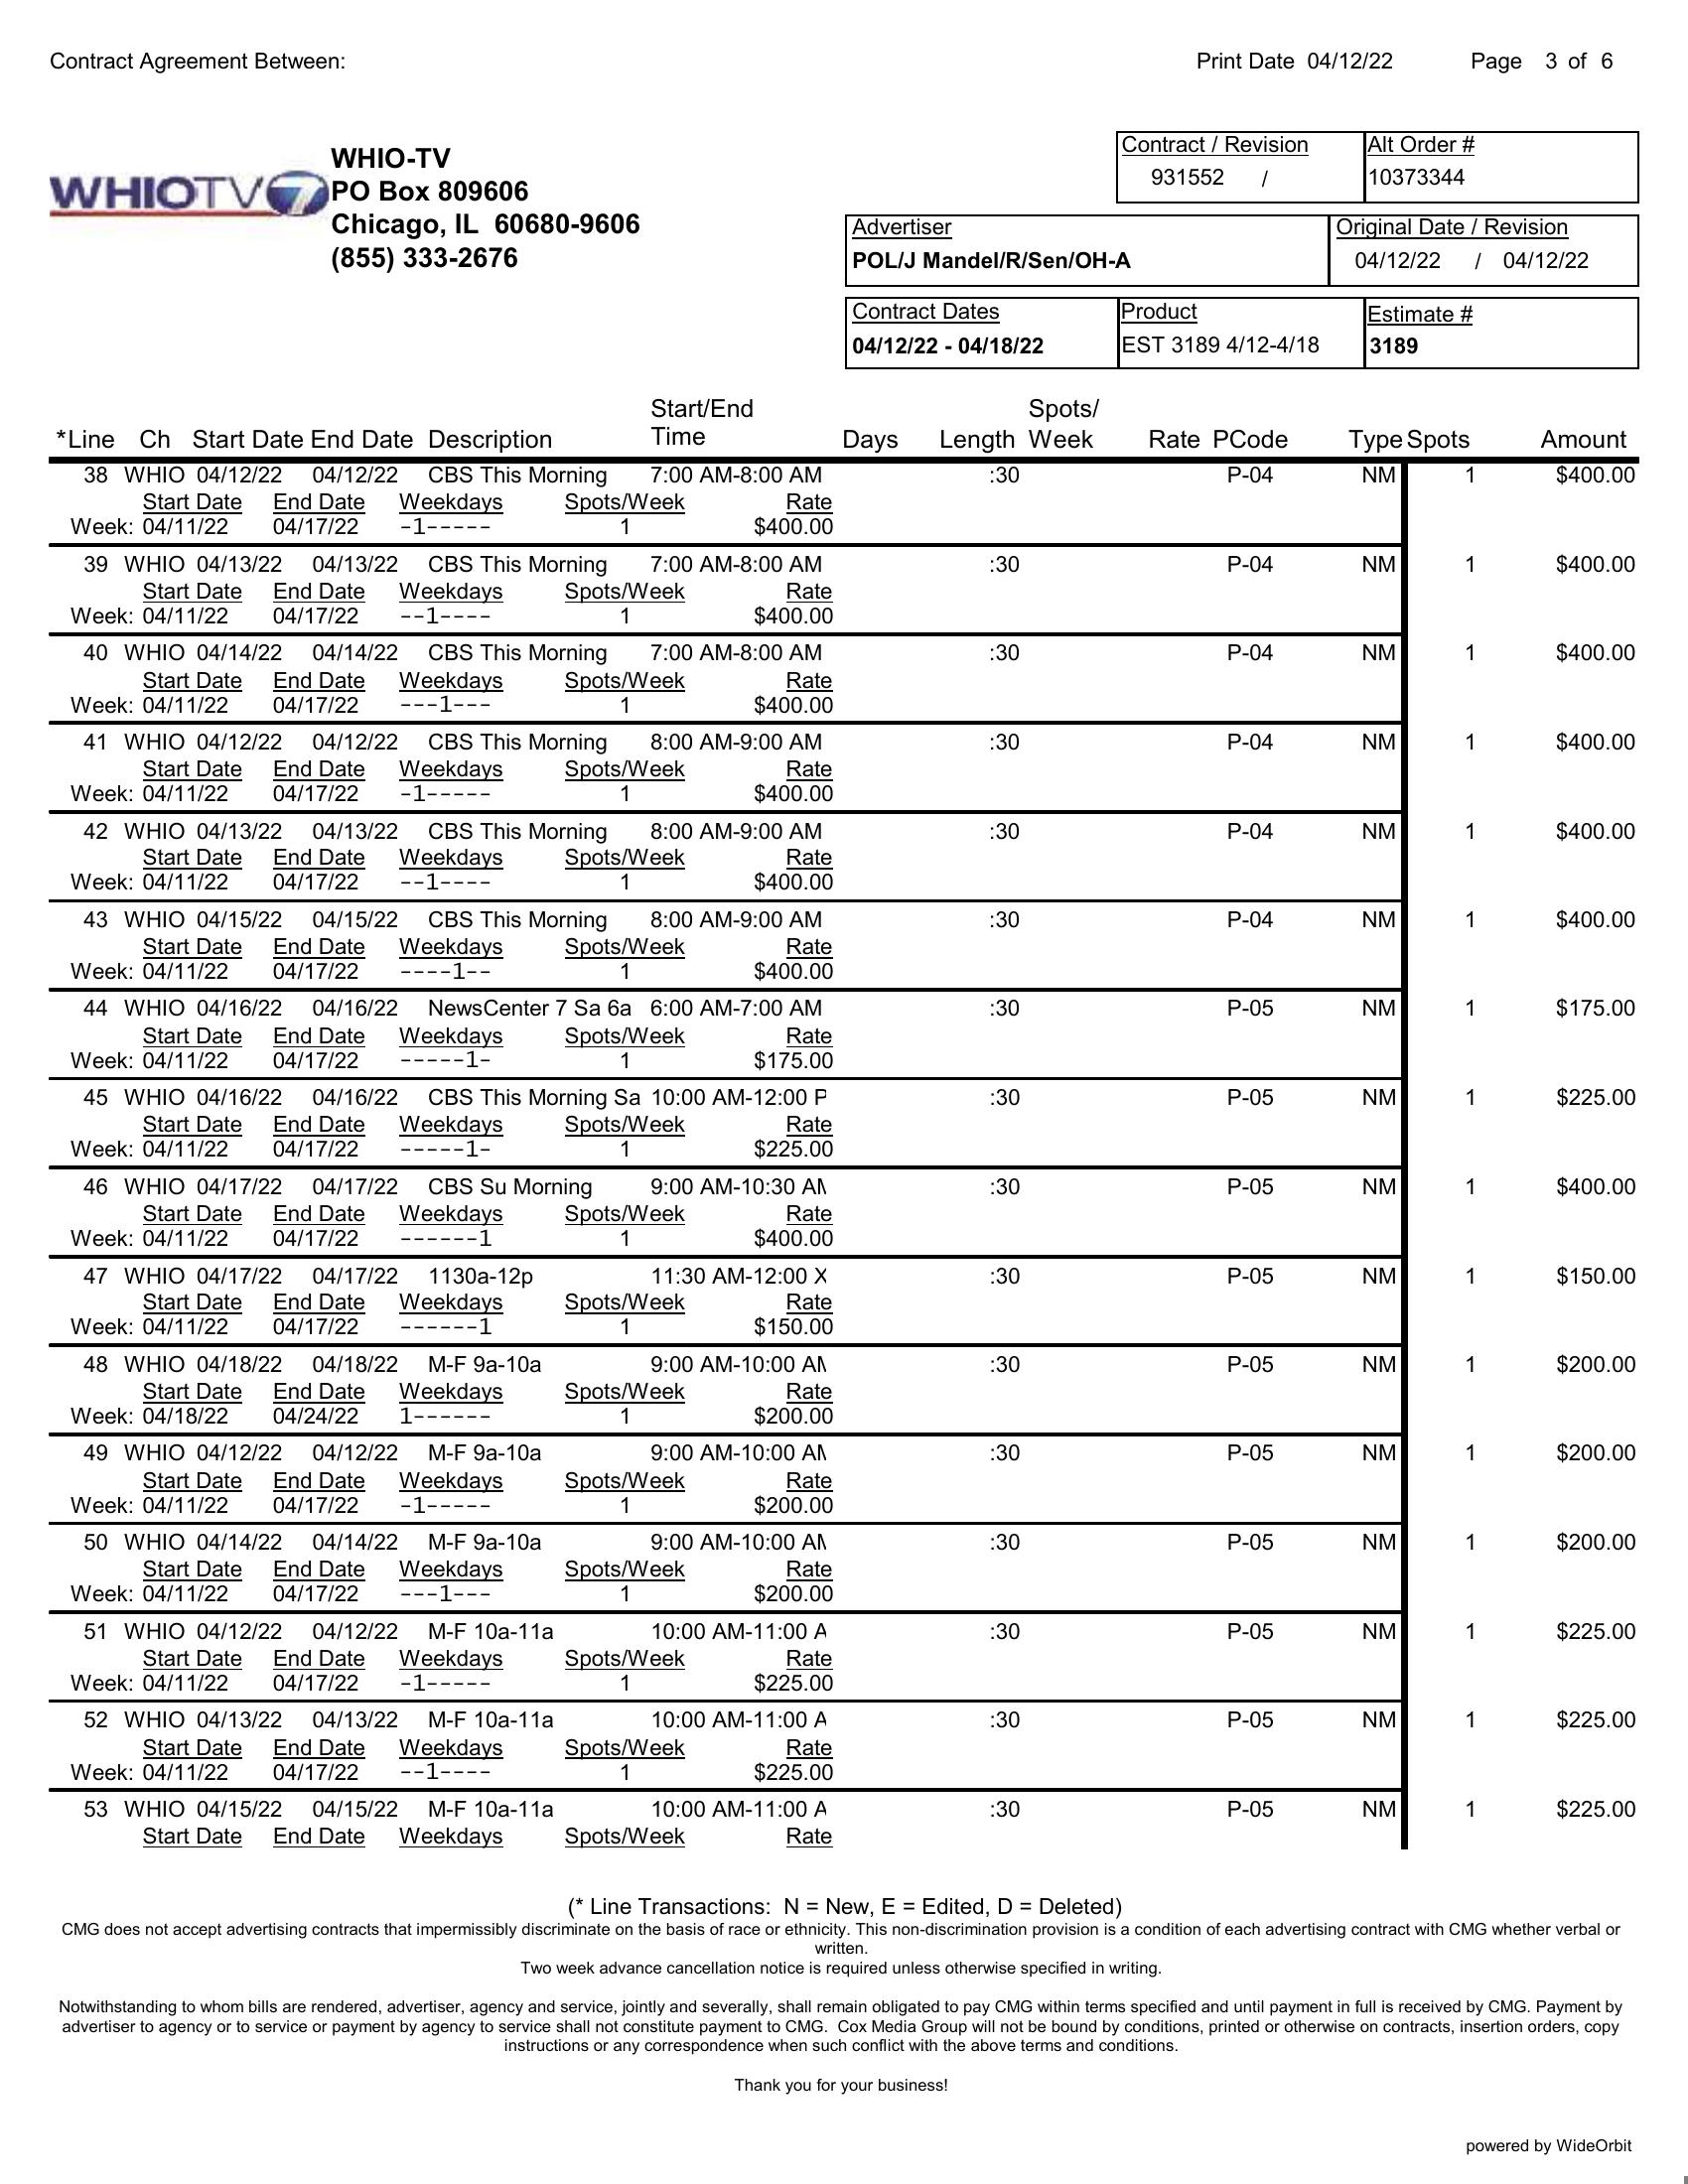 Contract Agreement Between: Print Date 04/12/22 Page 3 of 6
WHIOTV7
WHIO-TV
PO Box 809606
Chicago, IL 60680-9606
(855) 333-2676
Contract / Revision Alt Order #
931552 / 10373344
Advertiser Original Date / Revision
POL/J Mandel/R/Sen/OH-A 04/12/22 / 04/12/22
Contract Dates Product Estimate #
04/12/22 - 04/18/22 EST 3189 4/12-4/18 3189
Start/End Spots/
*Line Ch Start Date End Date Description Time Days Length Week Rate PCode Type Spots Amount
38 WHIO 04/12/22 04/12/22 CBS This Morning 7:00 AM-8:00 AM :30 P-04 NM 1 $400.00
Start Date End Date Weekdays Spots/Week Rate
Week: 04/11/22 04/17/22 -1----- 1 $400.00
39 WHIO 04/13/22 04/13/22 CBS This Morning 7:00 AM-8:00 AM :30 P-04 NM 1 $400.00
Start Date End Date Weekdays Spots/Week Rate
Week: 04/11/22 04/17/22 --1---- 1 $400.00
40 WHIO 04/14/22 04/14/22 CBS This Morning 7:00 AM-8:00 AM :30 P-04 NM 1 $400.00
Start Date End Date Weekdays Spots/Week Rate
Week: 04/11/22 04/17/22 ---1--- 1 $400.00
41 WHIO 04/12/22 04/12/22 CBS This Morning 8:00 AM-9:00 AM :30 P-04 NM 1 $400.00
Start Date End Date Weekdays Spots/Week Rate
Week: 04/11/22 04/17/22 -1----- 1 $400.00
42 WHIO 04/13/22 04/13/22 CBS This Morning 8:00 AM-9:00 AM :30 P-04 NM 1 $400.00
Start Date End Date Weekdays Spots/Week Rate
Week: 04/11/22 04/17/22 --1---- 1 $400.00
43 WHIO 04/15/22 04/15/22 CBS This Morning 8:00 AM-9:00 AM :30 P-04 NM 1 $400.00
Start Date End Date Weekdays Spots/Week Rate
Week: 04/11/22 04/17/22 ----1-- 1 $400.00
44 WHIO 04/16/22 04/16/22 NewsCenter 7 Sa 6a 6:00 AM-7:00 AM :30 P-05 NM 1 $175.00
Start Date End Date Weekdays Spots/Week Rate
Week: 04/11/22 04/17/22 -----1- 1 $175.00
45 WHIO 04/16/22 04/16/22 CBS This Morning Sa 10:00 AM-12:00 P :30 P-05 NM 1 $225.00
Start Date End Date Weekdays Spots/Week Rate
Week: 04/11/22 04/17/22 -----1- 1 $225.00
46 WHIO 04/17/22 04/17/22 CBS Su Morning 9:00 AM-10:30 AM :30 P-05 NM 1 $400.00
Start Date End Date Weekdays Spots/Week Rate
Week: 04/11/22 04/17/22 ------1 1 $400.00
47 WHIO 04/17/22 04/17/22 1130a-12p 11:30 AM-12:00 X :30 P-05 NM 1 $150.00
Start Date End Date Weekdays Spots/Week Rate
Week: 04/11/22 04/17/22 ------1 1 $150.00
48 WHIO 04/18/22 04/18/22 M-F 9a-10a 9:00 AM-10:00 AM :30 P-05 NM 1 $200.00
Start Date End Date Weekdays Spots/Week Rate
Week: 04/18/22 04/24/22 1------ 1 $200.00
49 WHIO 04/12/22 04/12/22 M-F 9a-10a 9:00 AM-10:00 AM :30 P-05 NM 1 $200.00
Start Date End Date Weekdays Spots/Week Rate
Week: 04/11/22 04/17/22 -1----- 1 $200.00
50 WHIO 04/14/22 04/14/22 M-F 9a-10a 9:00 AM-10:00 AM :30 P-05 NM 1 $200.00
Start Date End Date Weekdays Spots/Week Rate
Week: 04/11/22 04/17/22 ---1--- 1 $200.00
51 WHIO 04/12/22 04/12/22 M-F 10a-11a 10:00 AM-11:00 A :30 P-05 NM 1 $225.00
Start Date End Date Weekdays Spots/Week Rate
Week: 04/11/22 04/17/22 -1----- 1 $225.00
52 WHIO 04/13/22 04/13/22 M-F 10a-11a 10:00 AM-11:00 A :30 P-05 NM 1 $225.00
Start Date End Date Weekdays Spots/Week Rate
Week: 04/11/22 04/17/22 --1---- 1 $225.00
53 WHIO 04/15/22 04/15/22 M-F 10a-11a 10:00 AM-11:00 A :30 P-05 NM 1 $225.00
Start Date End Date Weekdays Spots/Week Rate
(* Line Transactions: N = New, E = Edited, D = Deleted)
CMG does not accept advertising contracts that impermissibly discriminate on the basis of race or ethnicity. This non-discrimination provision is a condition of each advertising contract with CMG whether verbal or
written.
Two week advance cancellation notice is required unless otherwise specified in writing.
Notwithstanding to whom bills are rendered, advertiser, agency and service, jointly and severally, shall remain obligated to pay CMG within terms specified and until payment in full is received by CMG. Payment by
advertiser to agency or to service or payment by agency to service shall not constitute payment to CMG. Cox Media Group will not be bound by conditions, printed or otherwise on contracts, insertion orders, copy
instructions or any correspondence when such conflict with the above terms and conditions.
Thank you for your business!
powered by WideOrbit